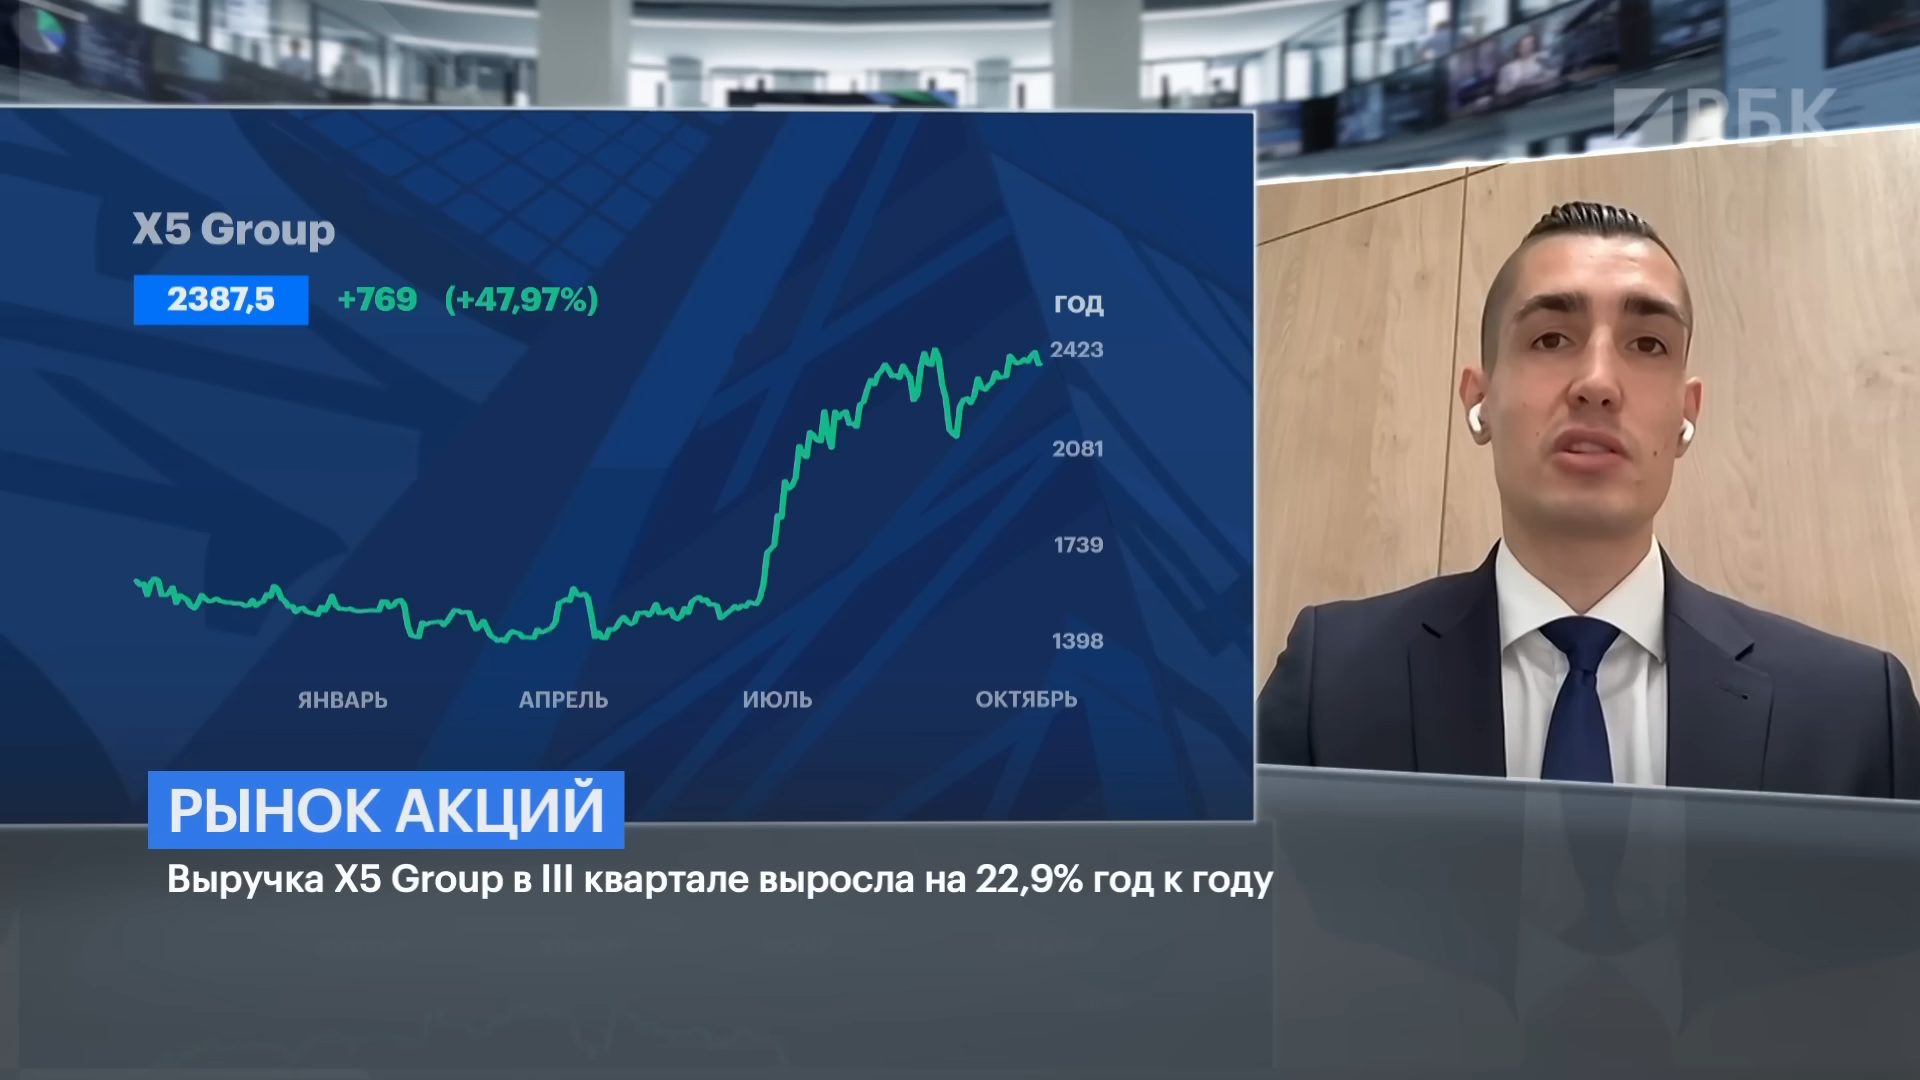 РБК
X5 Group
2387,5 +769 (+47,97%)
ГОД
2423
2081
1739
1398
ЯНВАРЬ АПРЕЛЬ ИЮЛЬ ОКТЯБРЬ
РЫНОК АКЦИЙ
Выручка X5 Group в III квартале выросла на 22,9% год к году